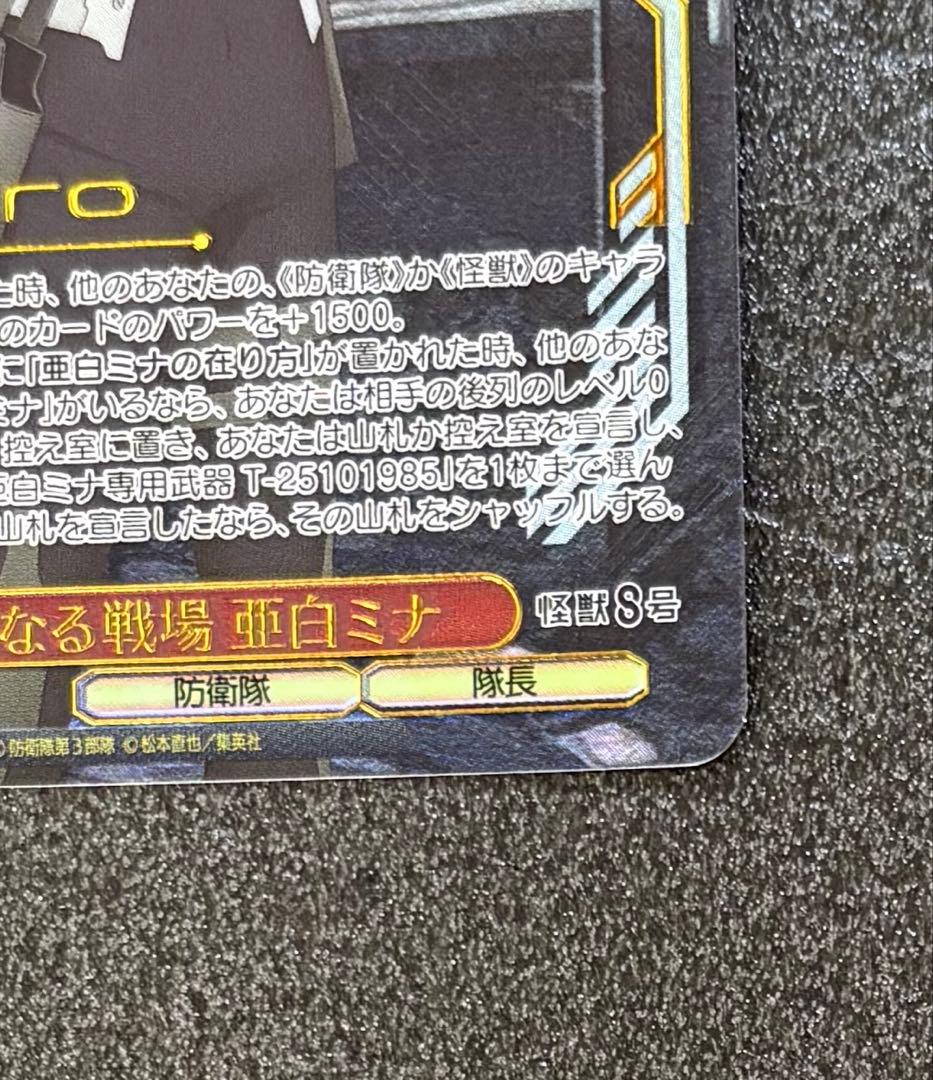 ro
た時、他のあなたの、《防衛隊》か《怪獣》のキャラ
のカードのパワーを+1500。
に『亜白ミナの在り方』が置かれた時、他のあな
ミナ」がいるなら、あなたは相手の後列のレベル0
控え室に置き、あなたは山札か控え室を宣言し、
亜白ミナ専用武器 T-25101985」を1枚まで選ん
山札を宣言したなら、その山札をシャッフルする。
なる戦場 亜白ミナ
怪獣8号
防衛隊
隊長
©防衛隊第3部隊 ©松本直也/集英社